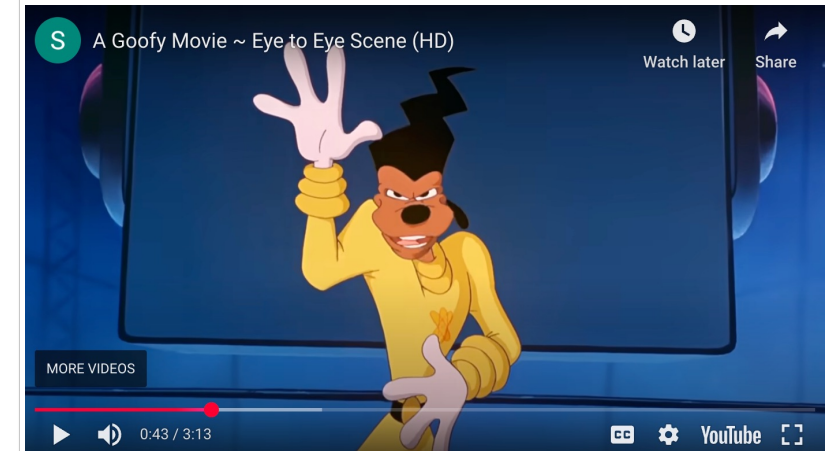 S
A Goofy Movie ~ Eye to Eye Scene (HD)
Watch later
Share
MORE VIDEOS
0:43 / 3:13
CC
YouTube